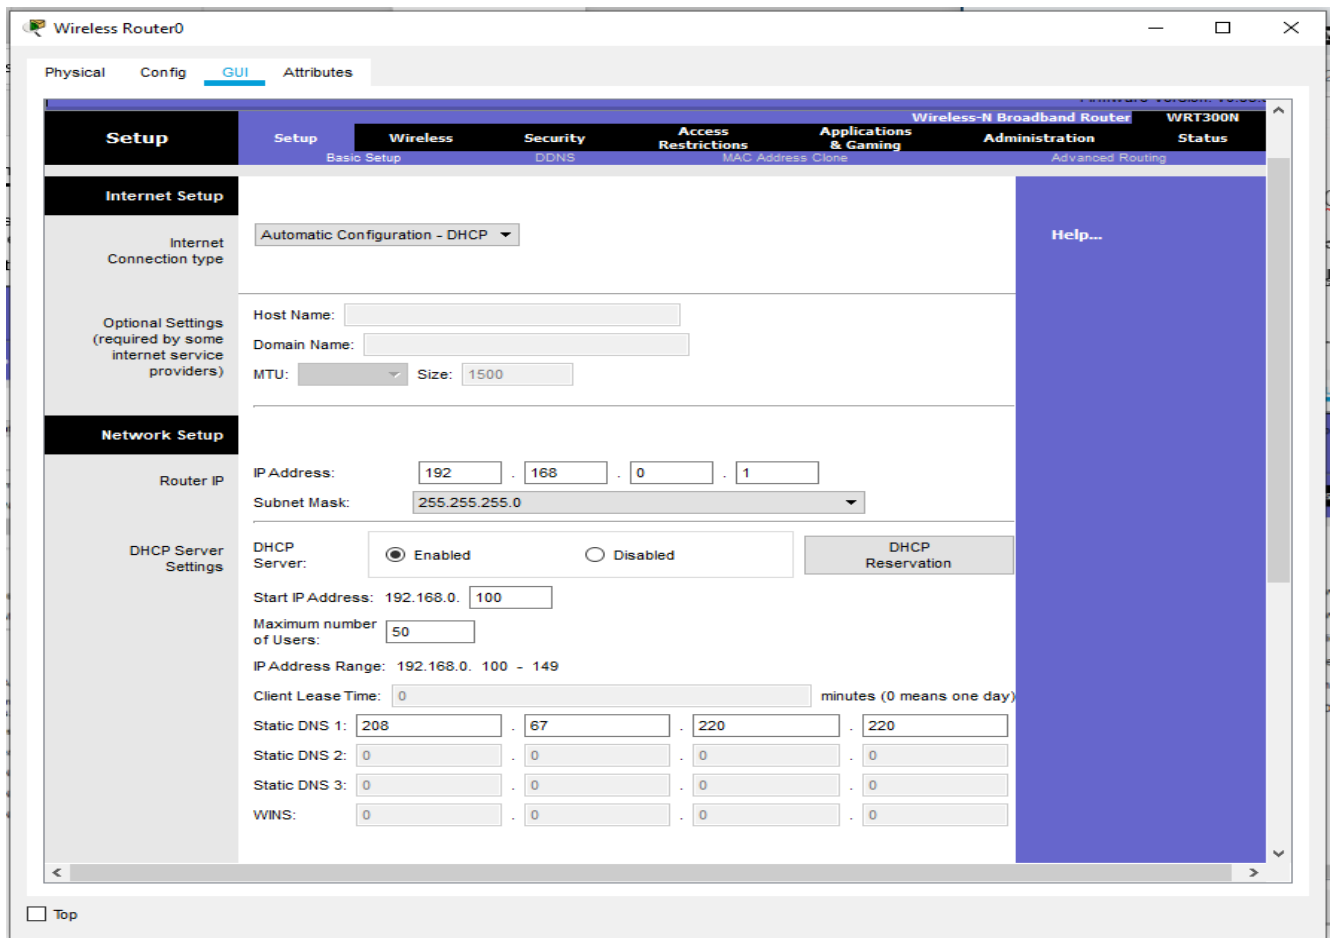 Wireless Router0
Physical Config GUI Attributes
Wireless-N Broadband Router WRT300N
Setup
Setup Wireless Security Access Restrictions Applications & Gaming Administration Status
Basic Setup DDNS MAC Address Clone Advanced Routing
Internet Setup
Internet Connection type
Automatic Configuration - DHCP
Help...
Optional Settings (required by some internet service providers)
Host Name:
Domain Name:
MTU: Size: 1500
Network Setup
Router IP
IP Address: 192 . 168 . 0 . 1
Subnet Mask: 255.255.255.0
DHCP Server Settings
DHCP Server: Enabled Disabled DHCP Reservation
Start IP Address: 192.168.0. 100
Maximum number of Users: 50
IP Address Range: 192.168.0. 100 - 149
Client Lease Time: 0 minutes (0 means one day)
Static DNS 1: 208 . 67 . 220 . 220
Static DNS 2: 0 . 0 . 0 . 0
Static DNS 3: 0 . 0 . 0 . 0
WINS: 0 . 0 . 0 . 0
Top